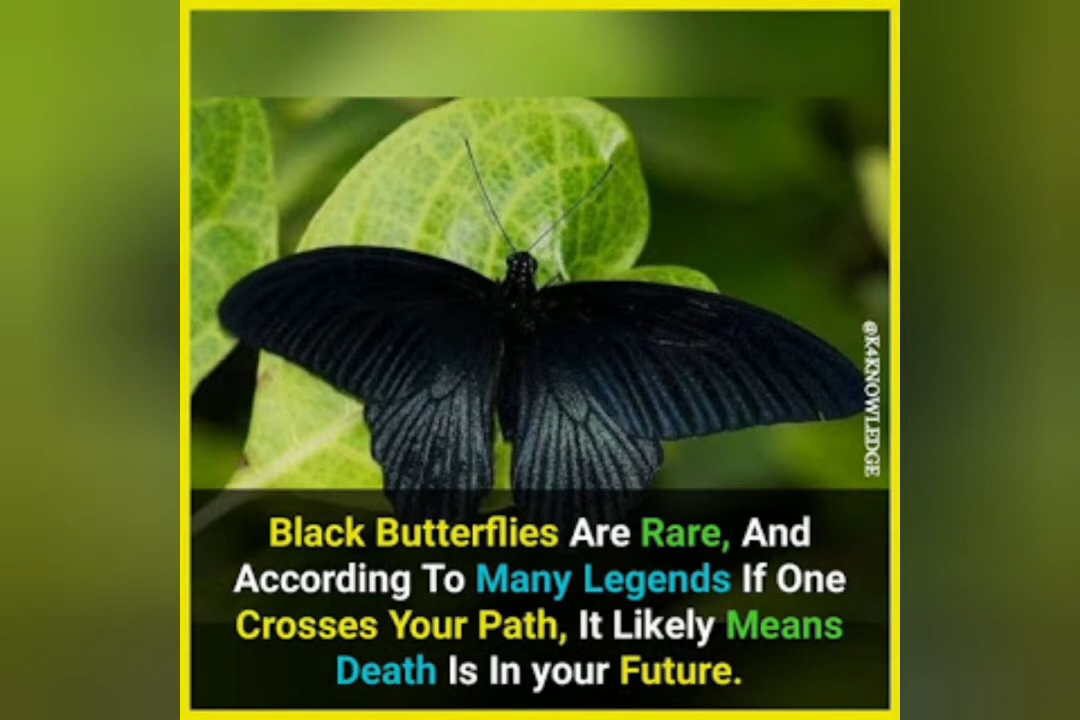 @K4KNOWLEDGE
Black Butterflies Are Rare, And
According To Many Legends If One
Crosses Your Path, It Likely Means
Death Is In your Future.